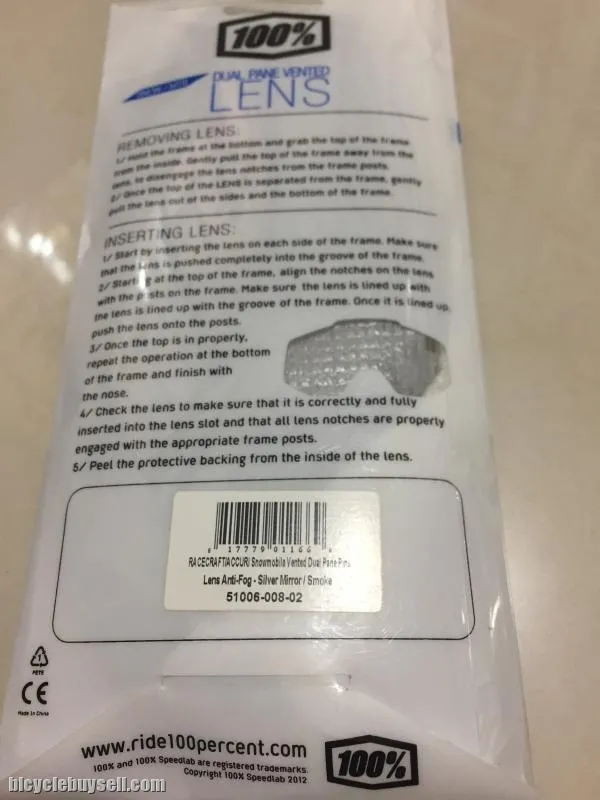 100%
DUAL PANE VENTED
LENS
REMOVING LENS:
1/ Hold the frame at the bottom and grab the top of the frame
from the inside. Gently pull the top of the frame away from the
lens, to disengage the lens notches from the frame posts.
2/ Once the top of the LENS is separated from the frame, gently
pull the lens out of the sides and the bottom of the frame.
INSERTING LENS:
1/ Start by inserting the lens on each side of the frame. Make sure
that the lens is pushed completely into the groove of the frame.
2/ Starting at the top of the frame, align the notches on the lens
with the posts on the frame. Make sure the lens is lined up with
the lens is lined up with the groove of the frame. Once it is lined up,
push the lens onto the posts.
3/ Once the top is in properly,
repeat the operation at the bottom
of the frame and finish with
the nose.
4/ Check the lens to make sure that it is correctly and fully
inserted into the lens slot and that all lens notches are properly
engaged with the appropriate frame posts.
5/ Peel the protective backing from the inside of the lens.
17779 01166
RACECRAFT/ACCURI Snowmobile Vented Dual Pane
Lens Anti-Fog - Silver Mirror / Smoke
51006-008-02
1
PETE
CE
Made in China
www.ride100percent.com
100% and 100% Speedlab are registered trademarks.
Copyright 100% Speedlab 2012
100%
bicyclebuysell.com